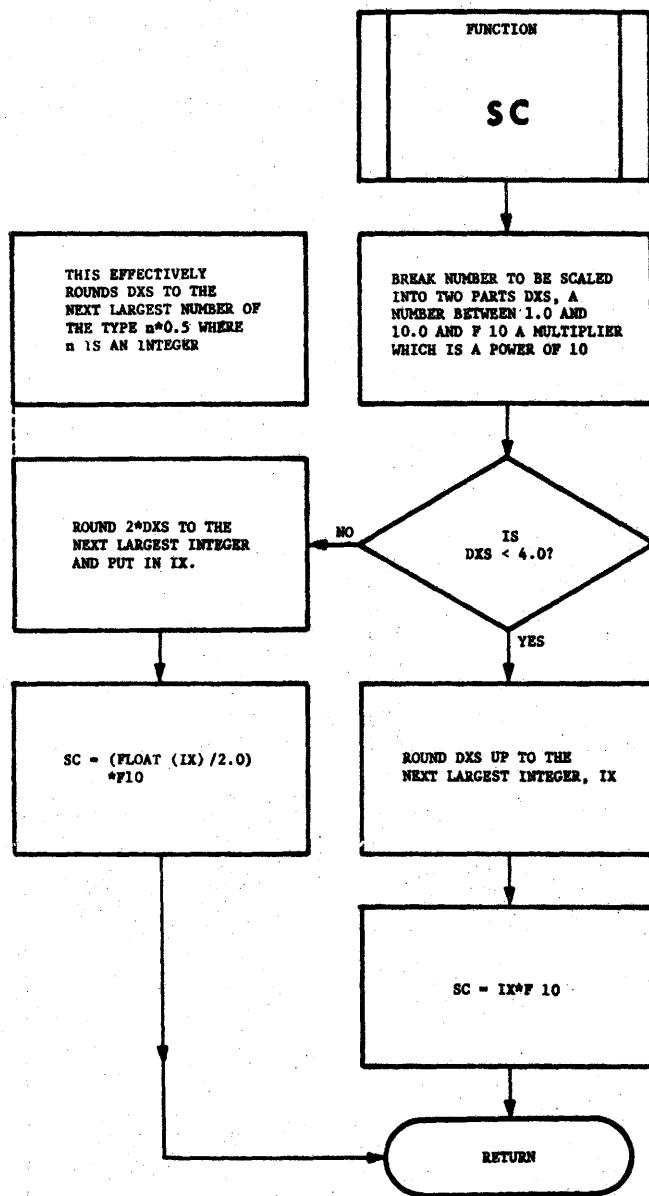 FUNCTION
SC
THIS EFFECTIVELY
ROUNDS DXS TO THE
NEXT LARGEST NUMBER OF
THE TYPE n*0.5 WHERE
n IS AN INTEGER
BREAK NUMBER TO BE SCALED
INTO TWO PARTS DXS, A
NUMBER BETWEEN 1.0 AND
10.0 AND F 10 A MULTIPLIER
WHICH IS A POWER OF 10
ROUND 2*DXS TO THE
NEXT LARGEST INTEGER
AND PUT IN IX.
NO
IS
DXS < 4.0?
YES
SC = (FLOAT (IX)/2.0)
*F10
ROUND DXS UP TO THE
NEXT LARGEST INTEGER, IX
SC = IX*F 10
RETURN